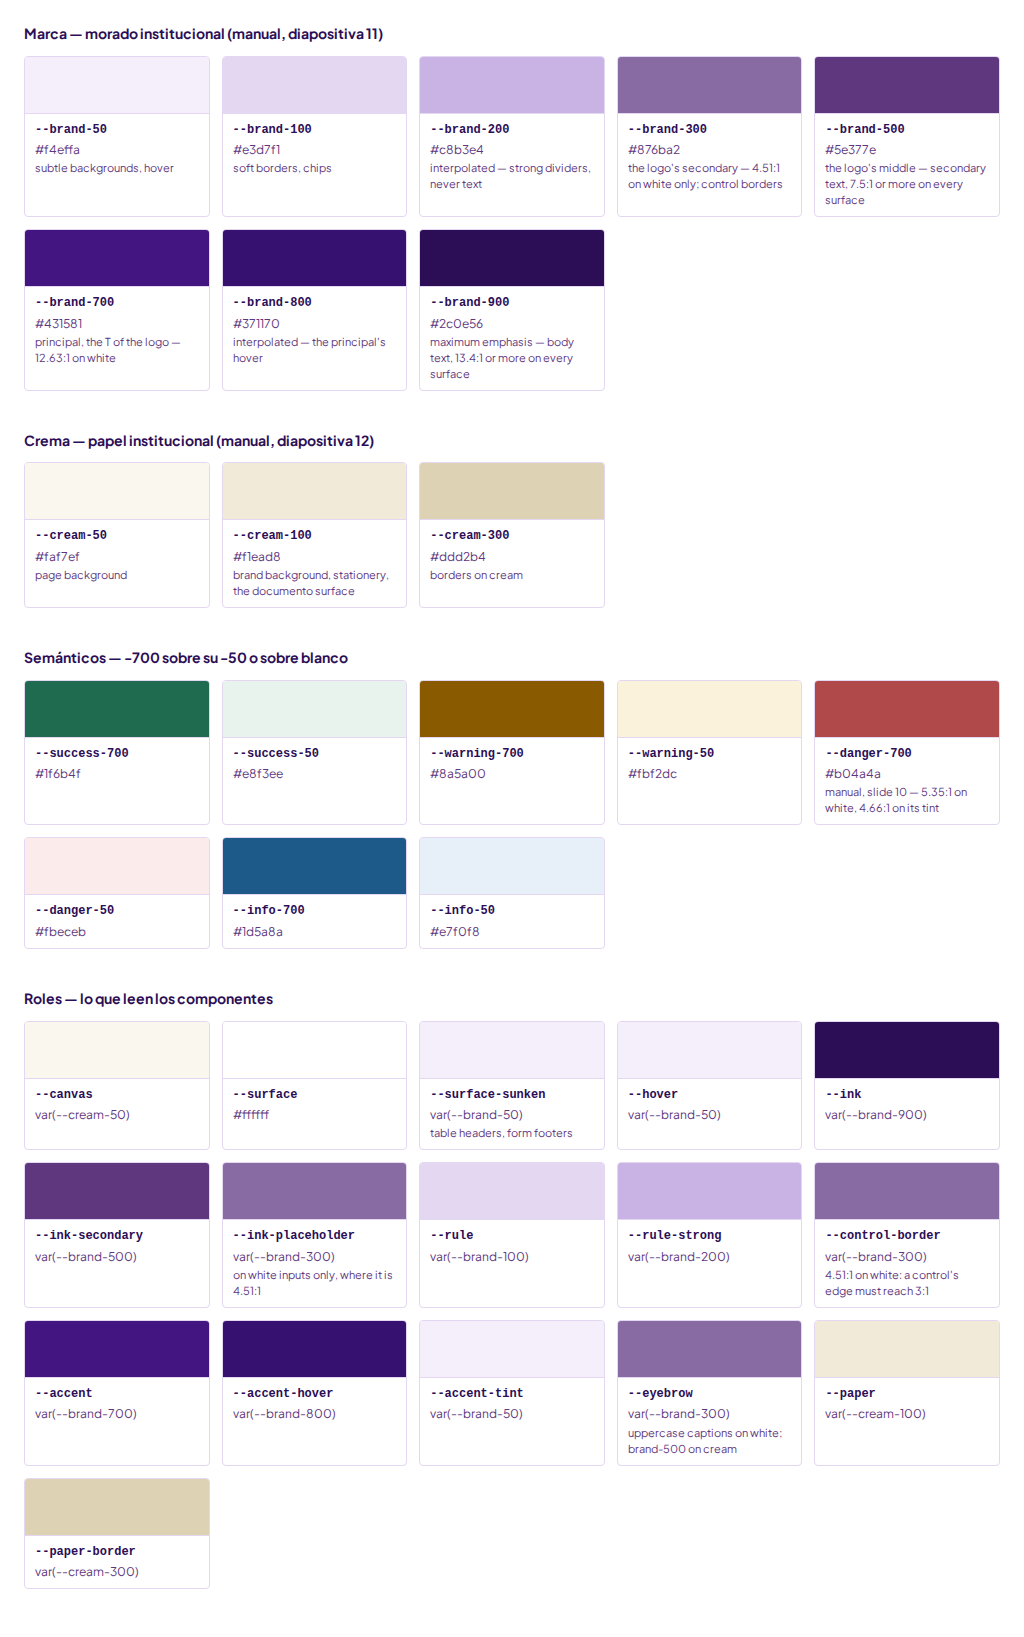 Marca — morado institucional (manual, diapositiva 11)
--brand-50
#f4effa
subtle backgrounds, hover
--brand-100
#e3d7f1
soft borders, chips
--brand-200
#c8b3e4
interpolated — strong dividers,
never text
--brand-300
#876ba2
the logo's secondary — 4.51:1
on white only; control borders
--brand-500
#5e377e
the logo's middle — secondary
text, 7.5:1 or more on every
surface
--brand-700
#431581
principal, the T of the logo —
12.63:1 on white
--brand-800
#371170
interpolated — the principal's
hover
--brand-900
#2c0e56
maximum emphasis — body
text, 13.4:1 or more on every
surface
Crema — papel institucional (manual, diapositiva 12)
--cream-50
#faf7ef
page background
--cream-100
#f1ead8
brand background, stationery,
the documento surface
--cream-300
#ddd2b4
borders on cream
Semánticos — -700 sobre su -50 o sobre blanco
--success-700
#1f6b4f
--success-50
#e8f3ee
--warning-700
#8a5a00
--warning-50
#fbf2dc
--danger-700
#b04a4a
manual, slide 10 — 5.35:1 on
white, 4.66:1 on its tint
--danger-50
#fbeceb
--info-700
#1d5a8a
--info-50
#e7f0f8
Roles — lo que leen los componentes
--canvas
var(--cream-50)
--surface
#ffffff
--surface-sunken
var(--brand-50)
table headers, form footers
--hover
var(--brand-50)
--ink
var(--brand-900)
--ink-secondary
var(--brand-500)
--ink-placeholder
var(--brand-300)
on white inputs only, where it is
4.51:1
--rule
var(--brand-100)
--rule-strong
var(--brand-200)
--control-border
var(--brand-300)
4.51:1 on white: a control's
edge must reach 3:1
--accent
var(--brand-700)
--accent-hover
var(--brand-800)
--accent-tint
var(--brand-50)
--eyebrow
var(--brand-300)
uppercase captions on white;
brand-500 on cream
--paper
var(--cream-100)
--paper-border
var(--cream-300)